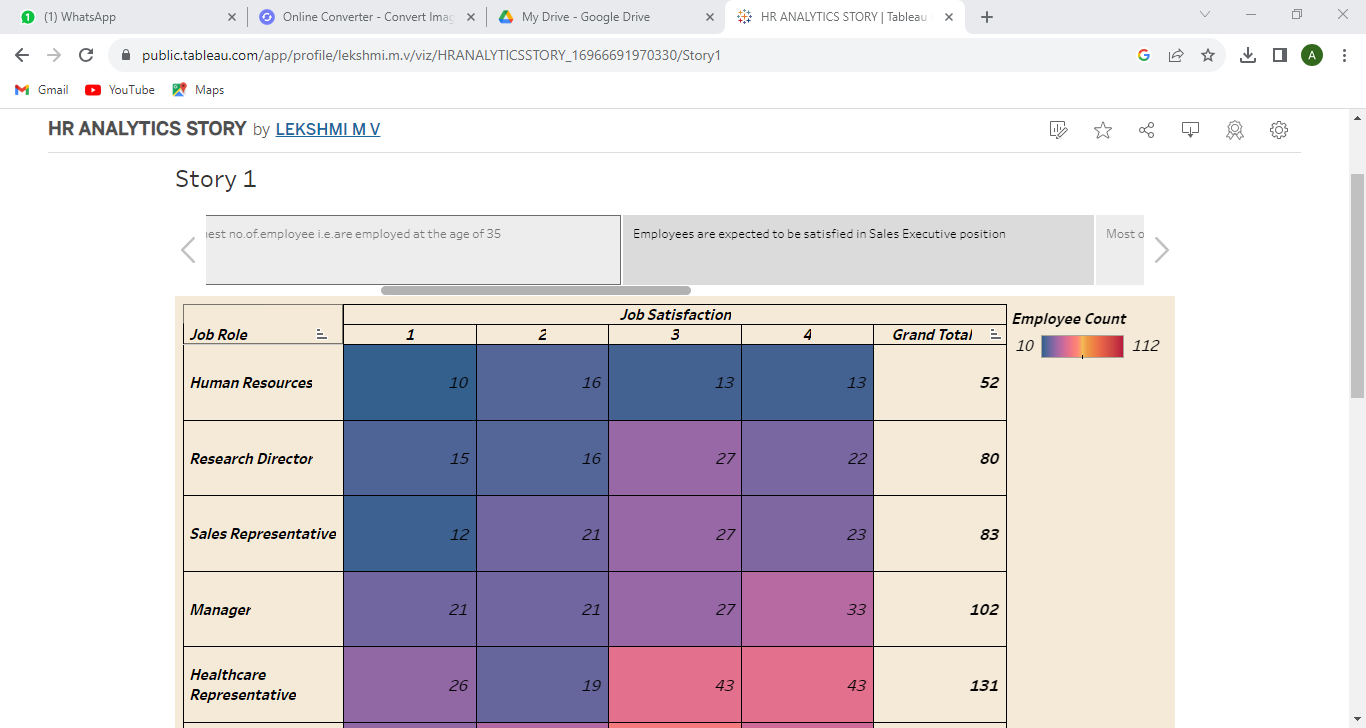 (1) WhatsApp
Online Converter - Convert Imag
My Drive - Google Drive
HR ANALYTICS STORY | Tableau
public.tableau.com/app/profile/lekshmi.m.v/viz/HRANALYTICSSTORY_16966691970330/Story1
A
Gmail YouTube Maps
HR ANALYTICS STORY by LEKSHMI M V
Story 1
est no.of.employee i.e.are employed at the age of 35
Employees are expected to be satisfied in Sales Executive position
Most o
Job Satisfaction
Job Role 1 2 3 4 Grand Total
Employee Count
10 112
Human Resources 10 16 13 13 52
Research Director 15 16 27 22 80
Sales Representative 12 21 27 23 83
Manager 21 21 27 33 102
Healthcare
Representative 26 19 43 43 131